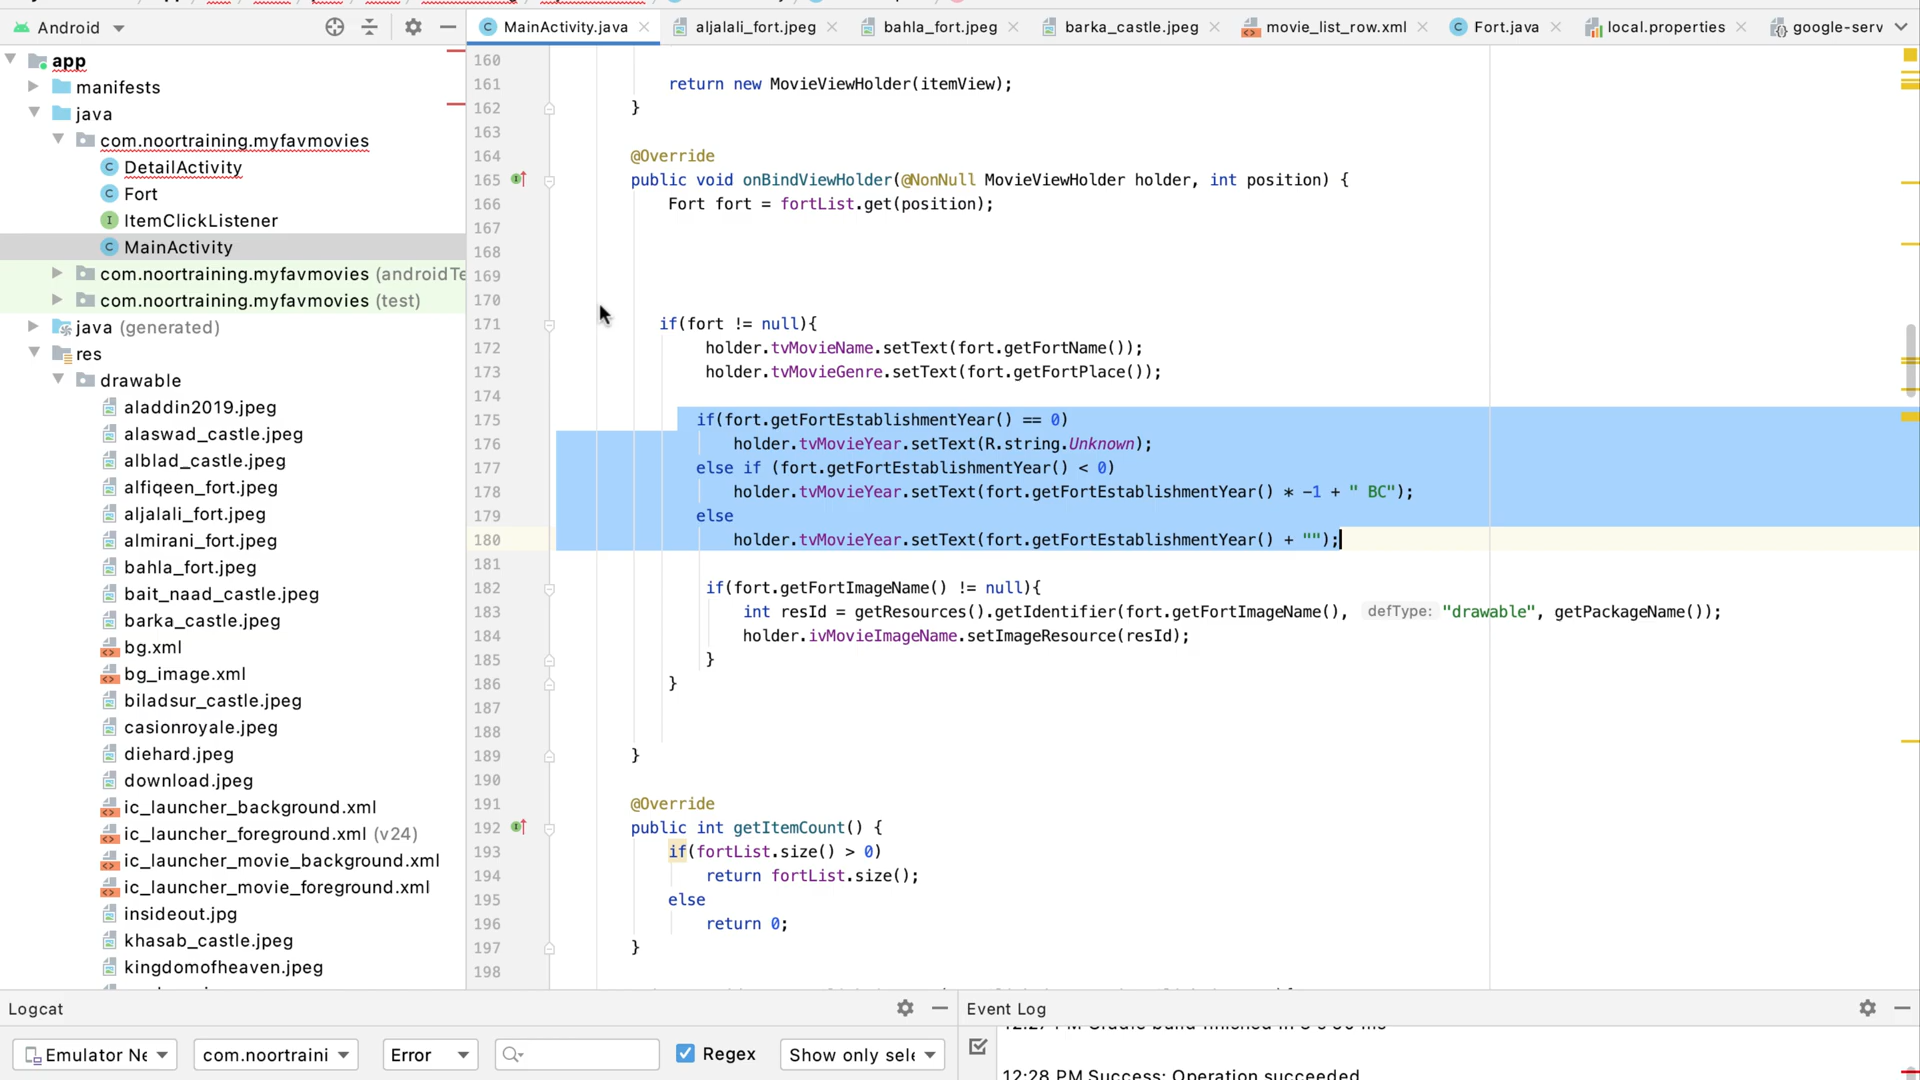 Android
MainActivity.java
aljalali_fort.jpeg
bahla_fort.jpeg
barka_castle.jpeg
movie_list_row.xml
Fort.java
local.properties
google-serv
app
manifests
java
com.noortraining.myfavmovies
DetailActivity
Fort
ItemClickListener
MainActivity
com.noortraining.myfavmovies (androidTe
com.noortraining.myfavmovies (test)
java (generated)
res
drawable
aladdin2019.jpeg
alaswad_castle.jpeg
alblad_castle.jpeg
alfiqeen_fort.jpeg
aljalali_fort.jpeg
almirani_fort.jpeg
bahla_fort.jpeg
bait_naad_castle.jpeg
barka_castle.jpeg
bg.xml
bg_image.xml
biladsur_castle.jpeg
casionroyale.jpeg
diehard.jpeg
download.jpeg
ic_launcher_background.xml
ic_launcher_foreground.xml (v24)
ic_launcher_movie_background.xml
ic_launcher_movie_foreground.xml
insideout.jpg
khasab_castle.jpeg
kingdomofheaven.jpeg
160
161 return new MovieViewHolder(itemView);
162 }
163
164 @Override
165 public void onBindViewHolder(@NonNull MovieViewHolder holder, int position) {
166 Fort fort = fortList.get(position);
167
168
169
170
171 if(fort != null){
172 holder.tvMovieName.setText(fort.getFortName());
173 holder.tvMovieGenre.setText(fort.getFortPlace());
174
175 if(fort.getFortEstablishmentYear() == 0)
176 holder.tvMovieYear.setText(R.string.Unknown);
177 else if (fort.getFortEstablishmentYear() < 0)
178 holder.tvMovieYear.setText(fort.getFortEstablishmentYear() * -1 + " BC");
179 else
180 holder.tvMovieYear.setText(fort.getFortEstablishmentYear() + "");
181
182 if(fort.getFortImageName() != null){
183 int resId = getResources().getIdentifier(fort.getFortImageName(), defType: "drawable", getPackageName());
184 holder.ivMovieImageName.setImageResource(resId);
185 }
186 }
187
188
189 }
190
191 @Override
192 public int getItemCount() {
193 if(fortList.size() > 0)
194 return fortList.size();
195 else
196 return 0;
197 }
198
Logcat
Event Log
Emulator Ne
com.noortraini
Error
Regex
Show only sele
12:27 PM Gradle build finished in
12:28 PM Success: Operation succeeded